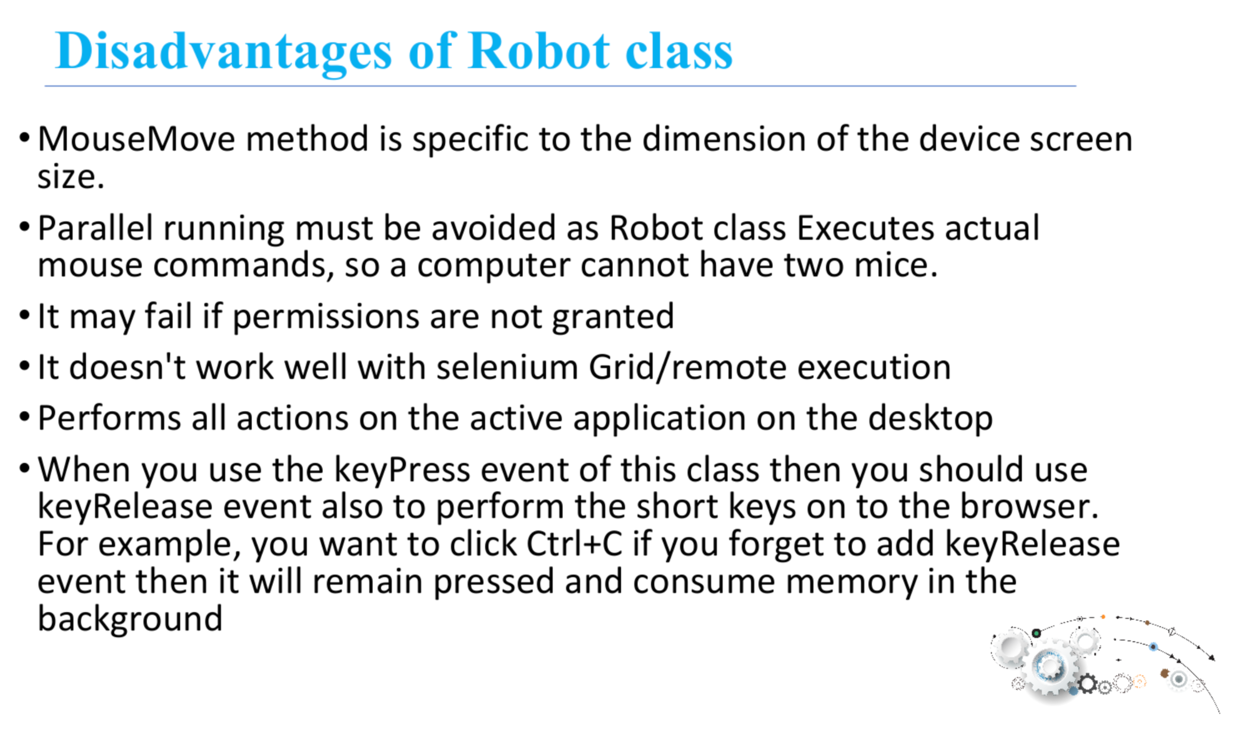 Disadvantages of Robot class
• MouseMove method is specific to the dimension of the device screen
size.
• Parallel running must be avoided as Robot class Executes actual
mouse commands, so a computer cannot have two mice.
• It may fail if permissions are not granted
• It doesn't work well with selenium Grid/remote execution
• Performs all actions on the active application on the desktop
• When you use the keyPress event of this class then you should use
keyRelease event also to perform the short keys on to the browser.
For example, you want to click Ctrl+C if you forget to add keyRelease
event then it will remain pressed and consume memory in the
background